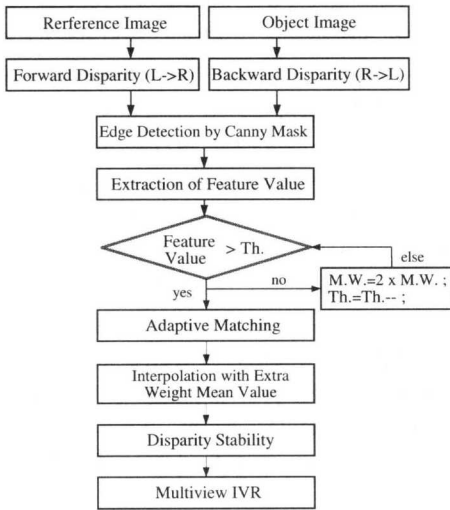 Rerference Image
Object Image
Forward Disparity (L->R)
Backward Disparity (R->L)
Edge Detection by Canny Mask
Extraction of Feature Value
Feature
Value > Th.
else
no
M.W.=2 x M.W. ;
Th.=Th.-- ;
yes
Adaptive Matching
Interpolation with Extra
Weight Mean Value
Disparity Stability
Multiview IVR